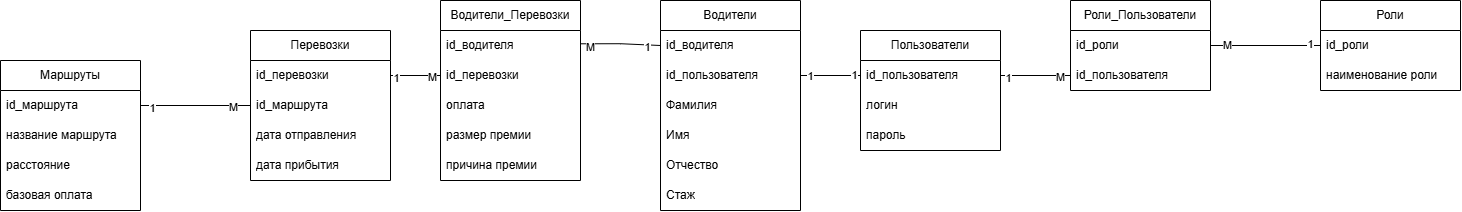 Маршруты
id_маршрута
название маршрута
расстояние
базовая оплата
1
М
Перевозки
id_перевозки
id_маршрута
дата отправления
дата прибытия
1
М
Водители_Перевозки
id_водителя
id_перевозки
оплата
размер премии
причина премии
М
1
Водители
id_водителя
id_пользователя
Фамилия
Имя
Отчество
Стаж
1
1
Пользователи
id_пользователя
логин
пароль
1
М
Роли_Пользователи
id_роли
id_пользователя
М
1
Роли
id_роли
наименование роли